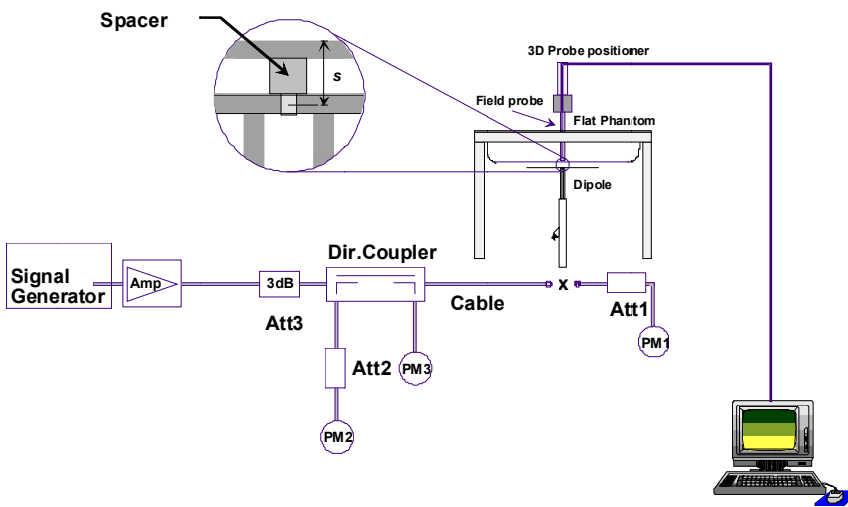 Spacer
s
3D Probe positioner
Field probe
Flat Phantom
Dipole
Signal
Generator
Amp
3dB
Att3
Dir.Coupler
Cable
x
Att1
PM1
Att2
PM3
PM2